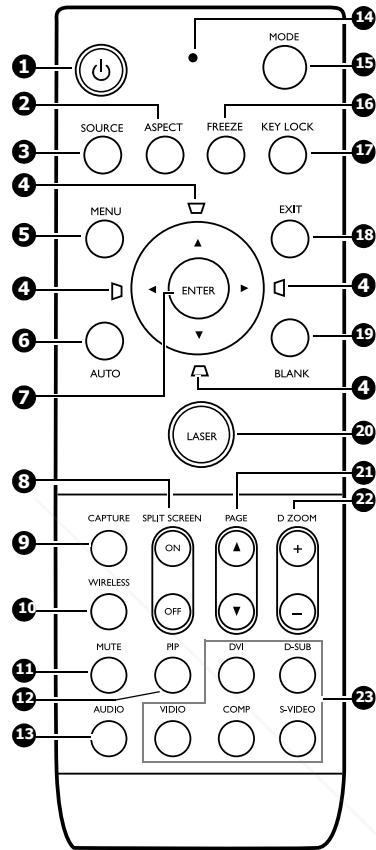 14
MODE
1
15
2
16
SOURCE ASPECT FREEZE KEY LOCK
3
17
4
MENU EXIT
5
18
4
ENTER
4
6
19
AUTO BLANK
7
4
LASER
20
8
21
22
CAPTURE SPLIT SCREEN PAGE D ZOOM
9
ON
+
WIRELESS
10
OFF
−
MUTE PIP DVI D-SUB
11
12
23
AUDIO VIDIO COMP S-VIDEO
13